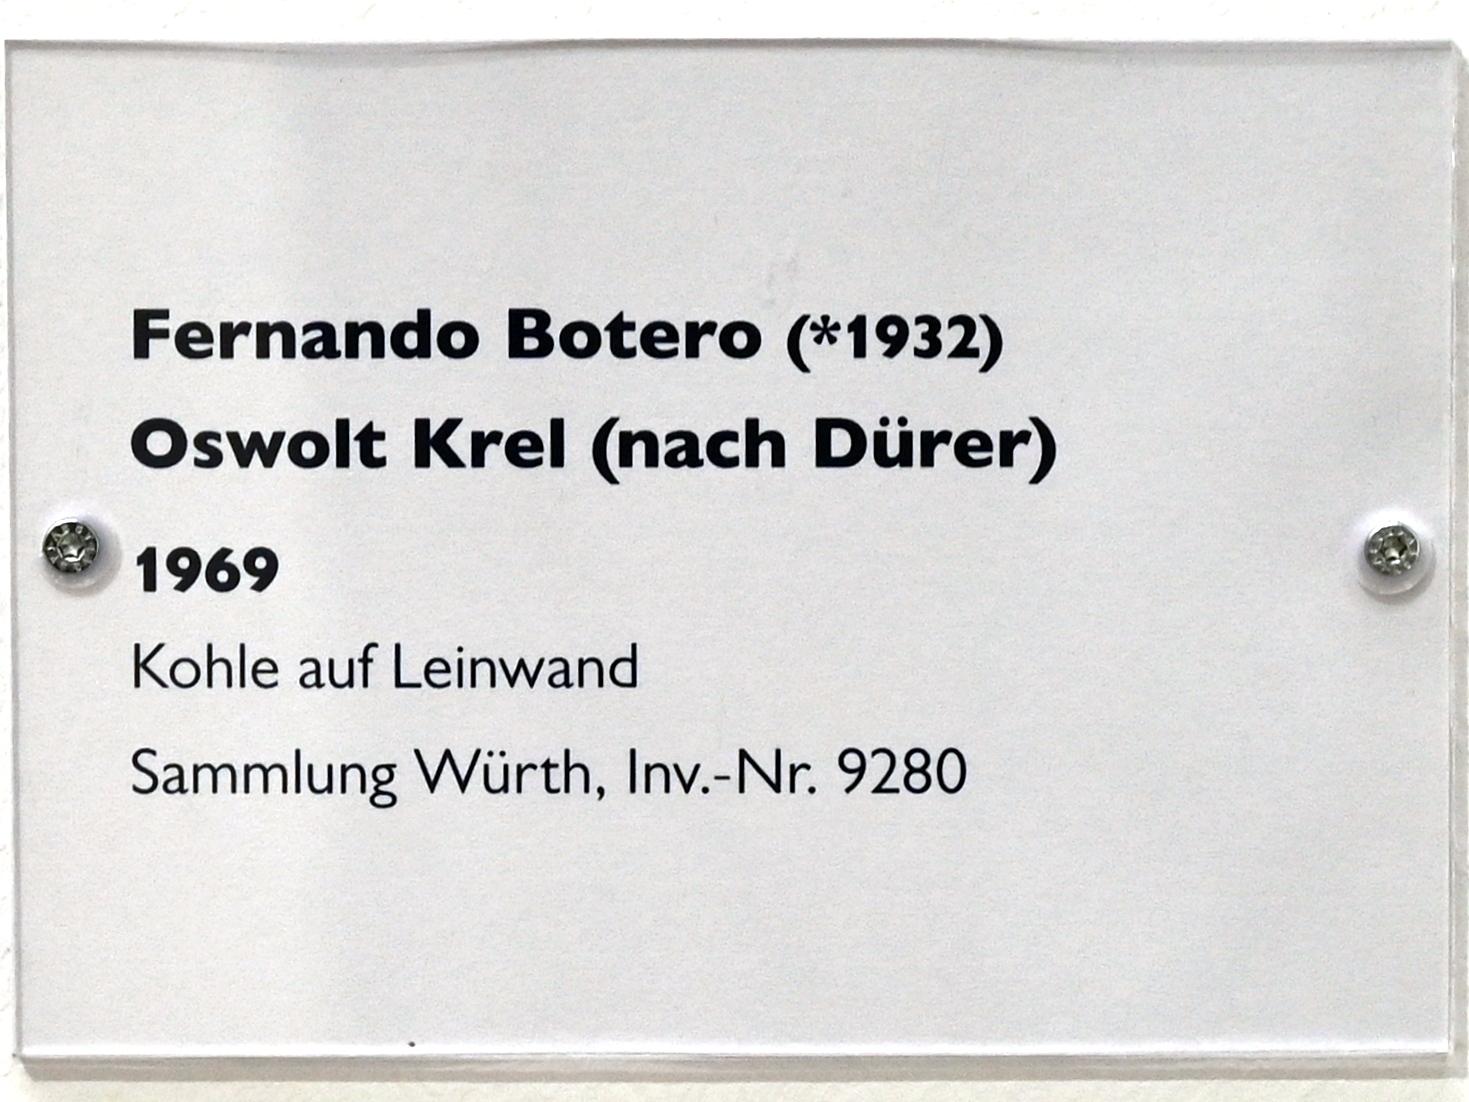 Fernando Botero (*1932)
Oswolt Krel (nach Dürer)
1969
Kohle auf Leinwand
Sammlung Würth, Inv.-Nr. 9280